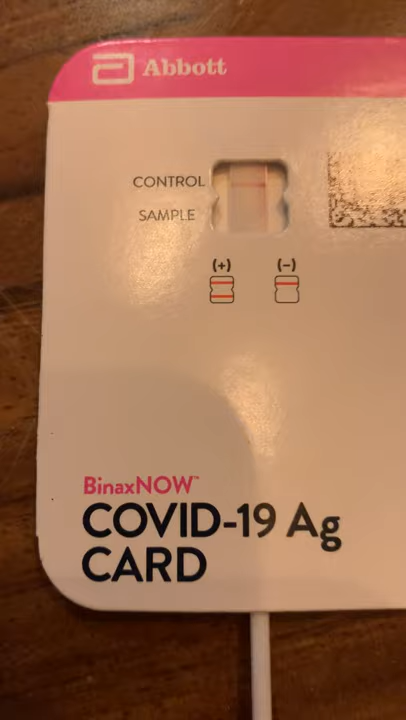 Abbott
CONTROL
SAMPLE
(+) (-)
BinaxNOW™
COVID-19 Ag
CARD